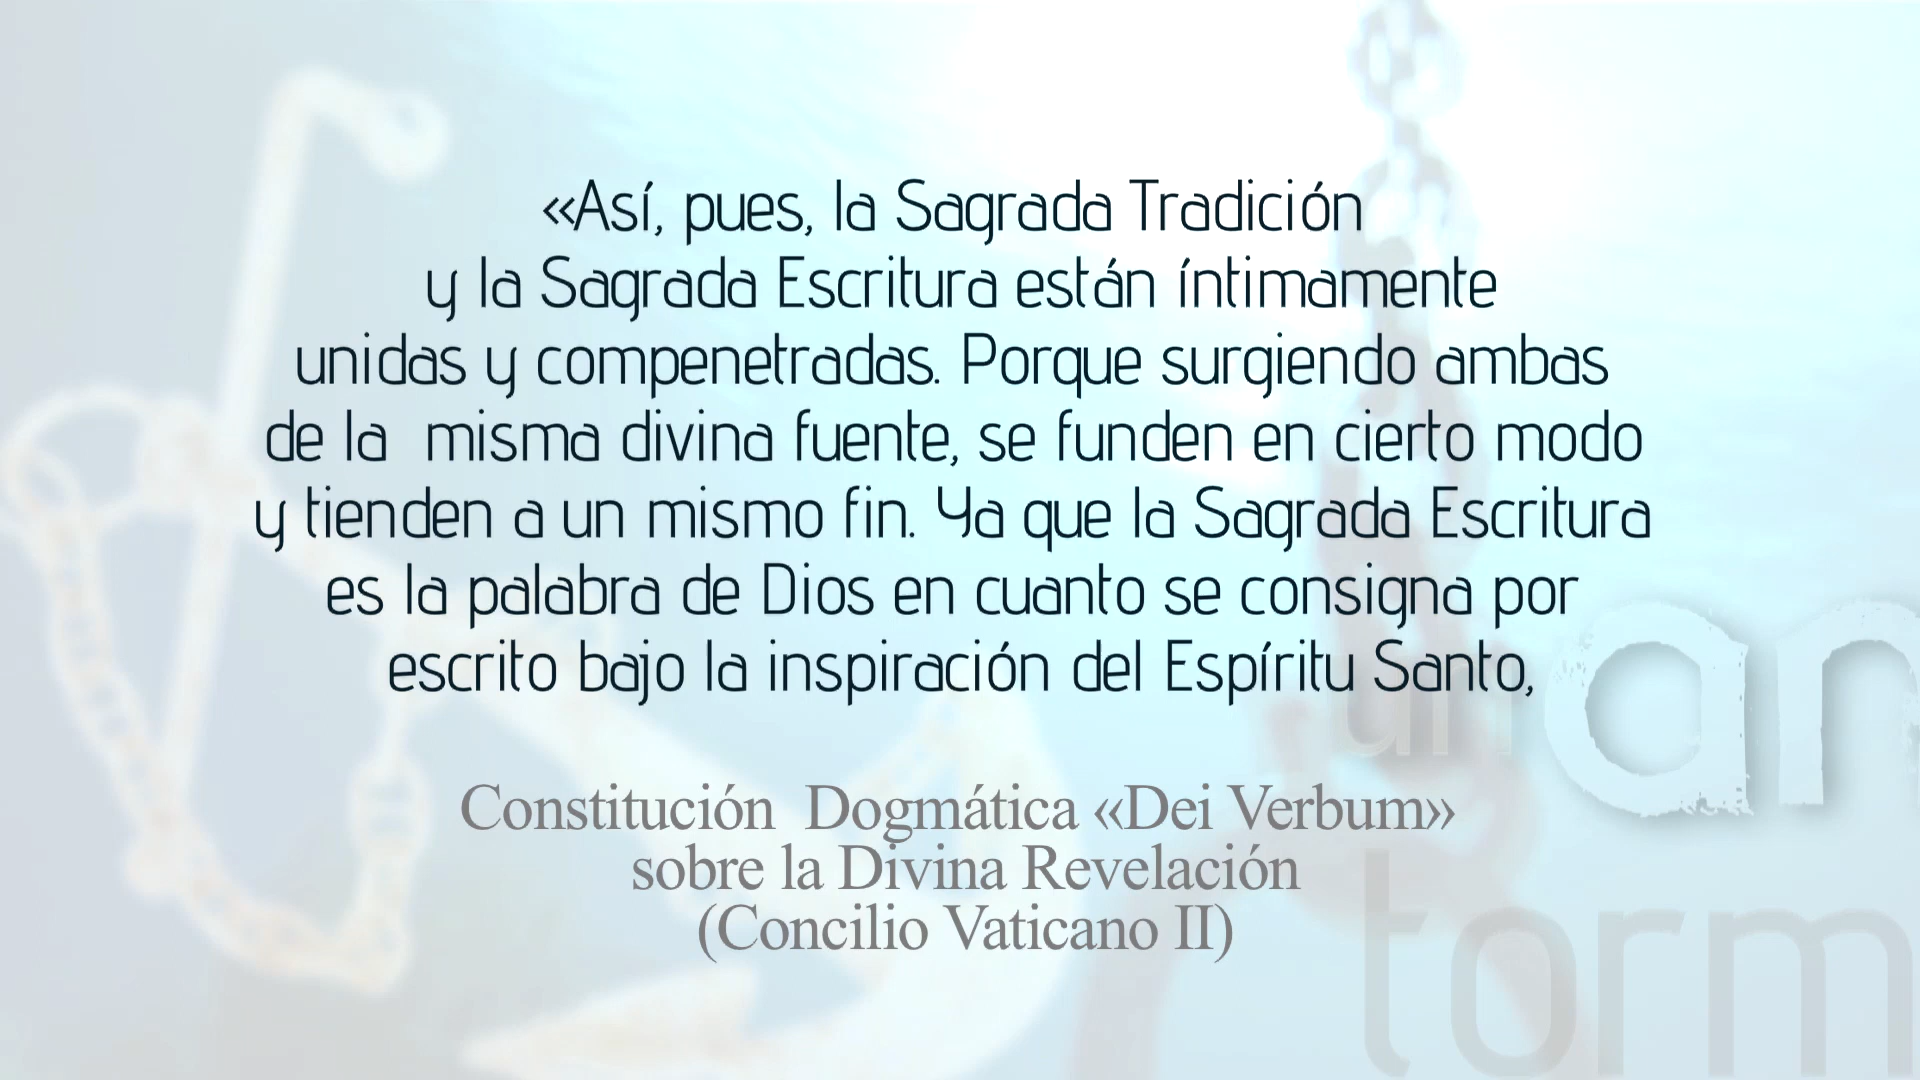 «Así, pues, la Sagrada Tradición
y la Sagrada Escritura están íntimamente
unidas y compenetradas. Porque surgiendo ambas
de la  misma divina fuente, se funden en cierto modo
y tienden a un mismo fin. Ya que la Sagrada Escritura
es la palabra de Dios en cuanto se consigna por
escrito bajo la inspiración del Espíritu Santo,
Constitución  Dogmática «Dei Verbum»
sobre la Divina Revelación
(Concilio Vaticano II)
un an
torm